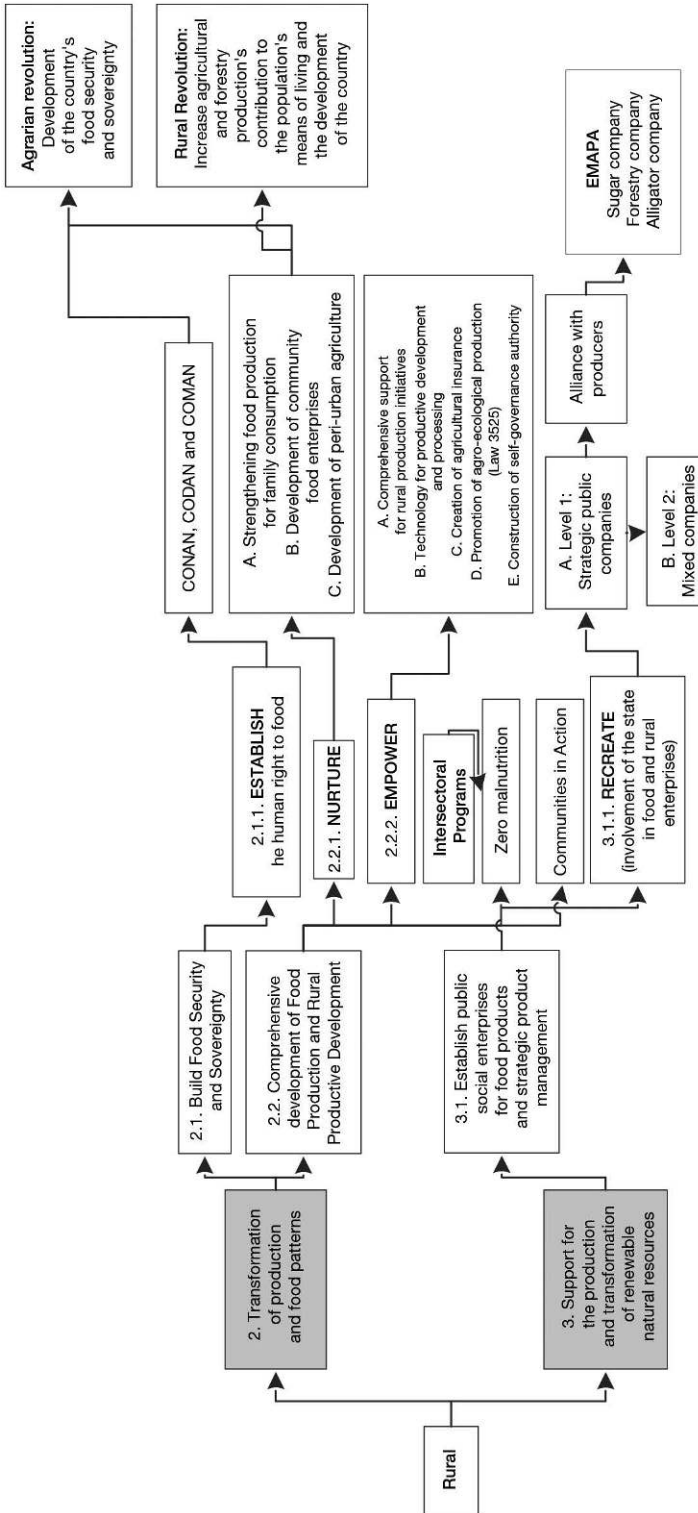 Rural
2. Transformation
of production
and food patterns
3. Support for
the production
and transformation
of renewable
natural resources
2.1. Build Food Security
and Sovereignty
2.2. Comprehensive
development of Food
Production and Rural
Productive Development
3.1. Establish public
social enterprises
for food products
and strategic product
management
2.1.1. ESTABLISH
he human right to food
2.2.1. NURTURE
2.2.2. EMPOWER
Intersectoral
Programs
Zero malnutrition
Communities in Action
3.1.1. RECREATE
(involvement of the state
in food and rural
enterprises)
CONAN, CODAN and COMAN
A. Strengthening food production
for family consumption
B. Development of community
food enterprises
C. Development of peri-urban agriculture
A. Comprehensive support
for rural production initiatives
B. Technology for productive development
and processing
C. Creation of agricultural insurance
D. Promotion of agro-ecological production
(Law 3525)
E. Construction of self-governance authority
A. Level 1:
Strategic public
companies
B. Level 2:
Mixed companies
Alliance with
producers
Agrarian revolution:
Development
of the country's
food security
and sovereignty
Rural Revolution:
Increase agricultural
and forestry
production's
contribution to
the population's
means of living and
the development
of the country
EMAPA
Sugar company
Forestry company
Alligator company